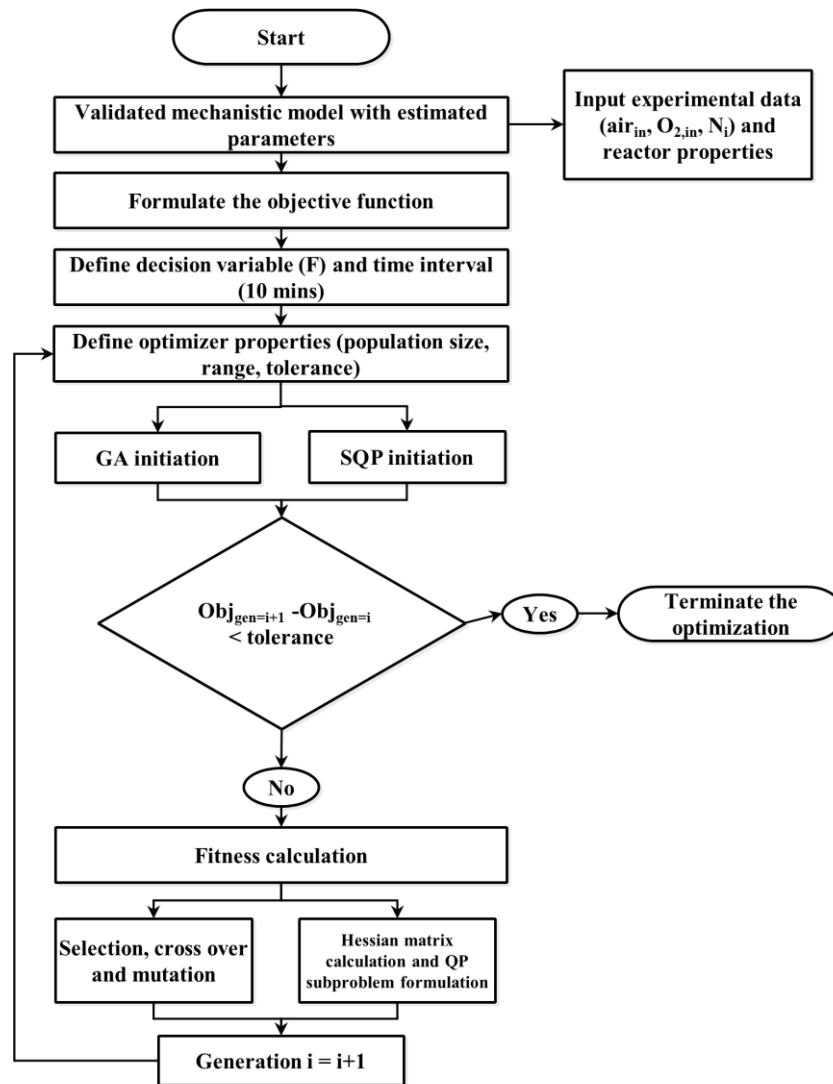 Start
Validated mechanistic model with estimated
parameters
Input experimental data
(air_in, O_2,in, N_i) and
reactor properties
Formulate the objective function
Define decision variable (F) and time interval
(10 mins)
Define optimizer properties (population size,
range, tolerance)
GA initiation
SQP initiation
Obj_gen=i+1 -Obj_gen=i
< tolerance
Yes
Terminate the
optimization
No
Fitness calculation
Selection, cross over
and mutation
Hessian matrix
calculation and QP
subproblem formulation
Generation i = i+1